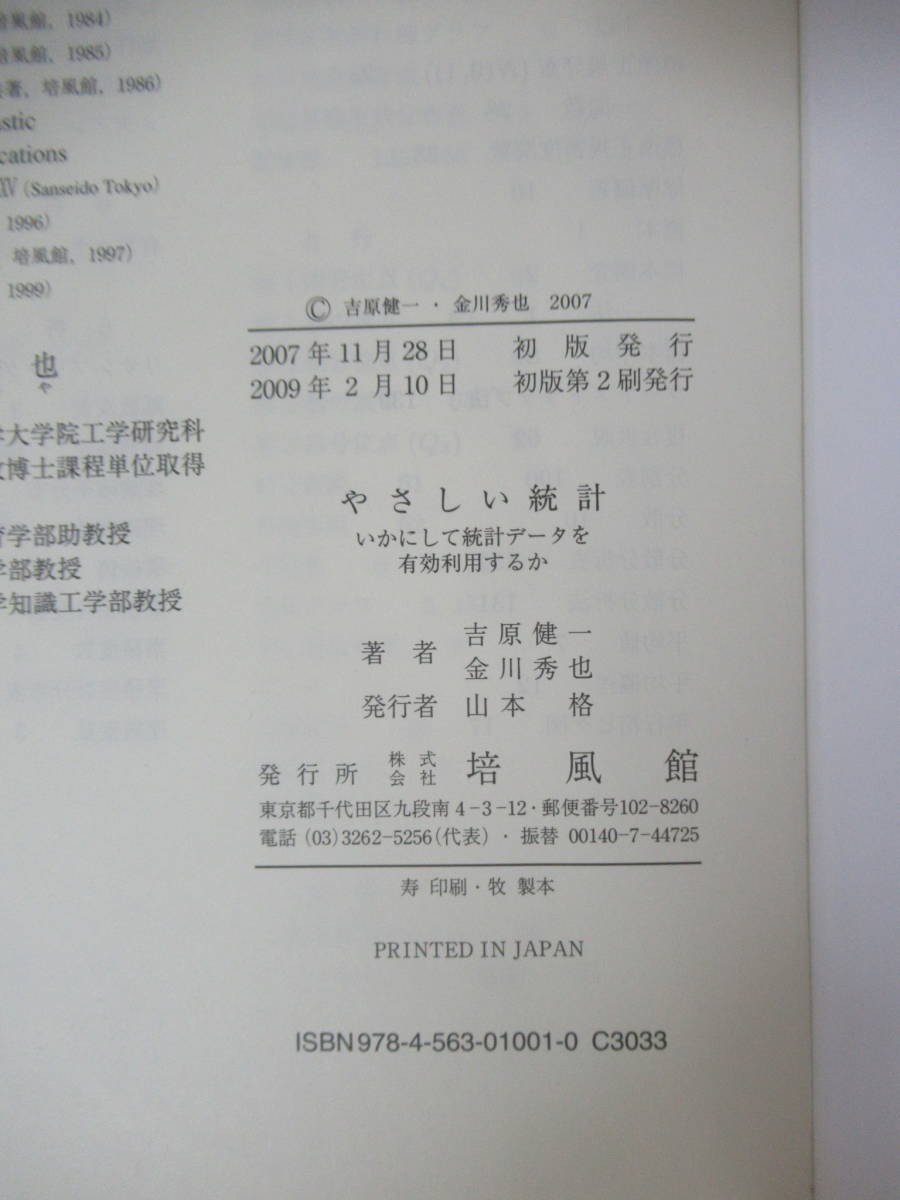 培風館, 1984)
培風館, 1985)
著, 培風館, 1986)
stic
cations
XXV (Sanseido Tokyo)
1996)
培風館, 1997)
1999)
也
や
大学院工学研究科
博士課程単位取得
育学部助教授
学部教授
学知識工学部教授
© 吉原健一・金川秀也 2007
2007年11月28日 初版発行
2009年2月10日 初版第2刷発行
やさしい統計
いかにして統計データを
有効利用するか
著者 吉原健一
金川秀也
発行者 山本 格
発行所 株式会社 培風館
東京都千代田区九段南4-3-12・郵便番号102-8260
電話(03)3262-5256(代表)・振替 00140-7-44725
寿 印刷・牧 製本
PRINTED IN JAPAN
ISBN978-4-563-01001-0 C3033